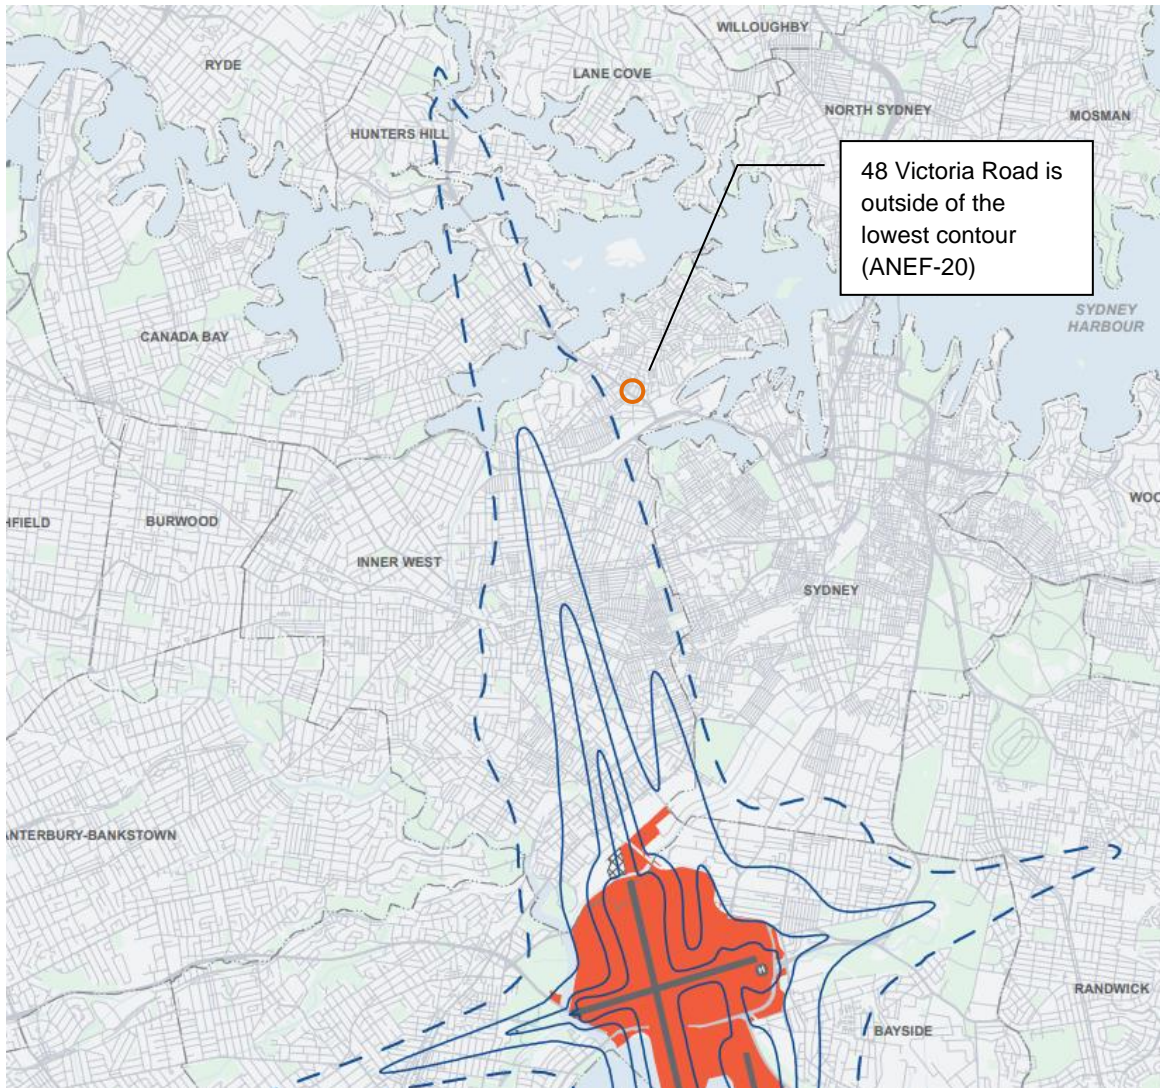 WILLOUGHBY
RYDE
LANE COVE
NORTH SYDNEY
MOSMAN
HUNTERS HILL
48 Victoria Road is
outside of the
lowest contour
(ANEF-20)
SYDNEY
HARBOUR
CANADA BAY
WOO
HFIELD
BURWOOD
INNER WEST
SYDNEY
ANTERBURY-BANKSTOWN
H
RANDWICK
BAYSIDE